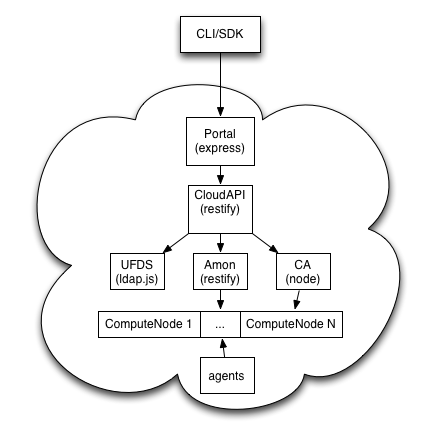 CLI/SDK
Portal
(express)
CloudAPI
(restify)
UFDS
(ldap.js)
Amon
(restify)
CA
(node)
ComputeNode 1
...
ComputeNode N
agents